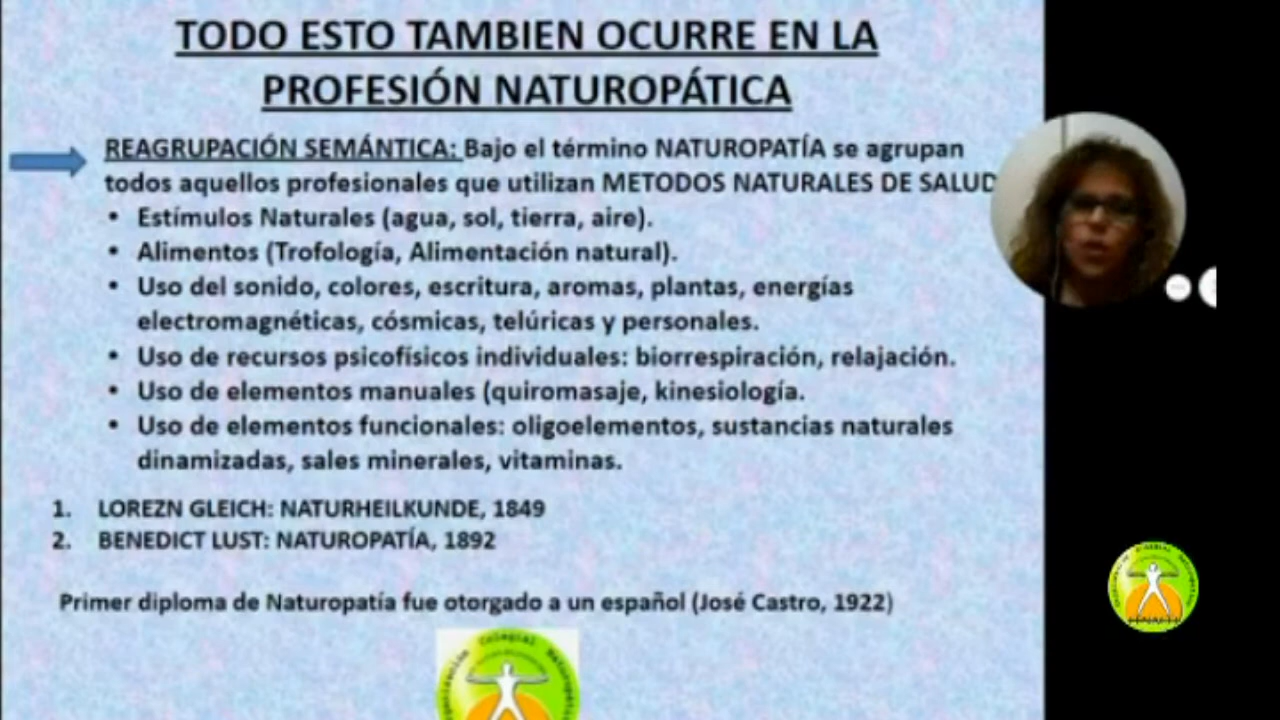 TODO ESTO TAMBIEN OCURRE EN LA
PROFESIÓN NATUROPÁTICA
REAGRUPACIÓN SEMÁNTICA: Bajo el término NATUROPATÍA se agrupan
todos aquellos profesionales que utilizan METODOS NATURALES DE SALUD
• Estímulos Naturales (agua, sol, tierra, aire).
• Alimentos (Trofología, Alimentación natural).
• Uso del sonido, colores, escritura, aromas, plantas, energías
electromagnéticas, cósmicas, telúricas y personales.
• Uso de recursos psicofísicos individuales: biorrespiración, relajación.
• Uso de elementos manuales (quiromasaje, kinesiología.
• Uso de elementos funcionales: oligoelementos, sustancias naturales
dinamizadas, sales minerales, vitaminas.
1. LOREZN GLEICH: NATURHEILKUNDE, 1849
2. BENEDICT LUST: NATUROPATÍA, 1892
Primer diploma de Naturopatía fue otorgado a un español (José Castro, 1922)
Colegial